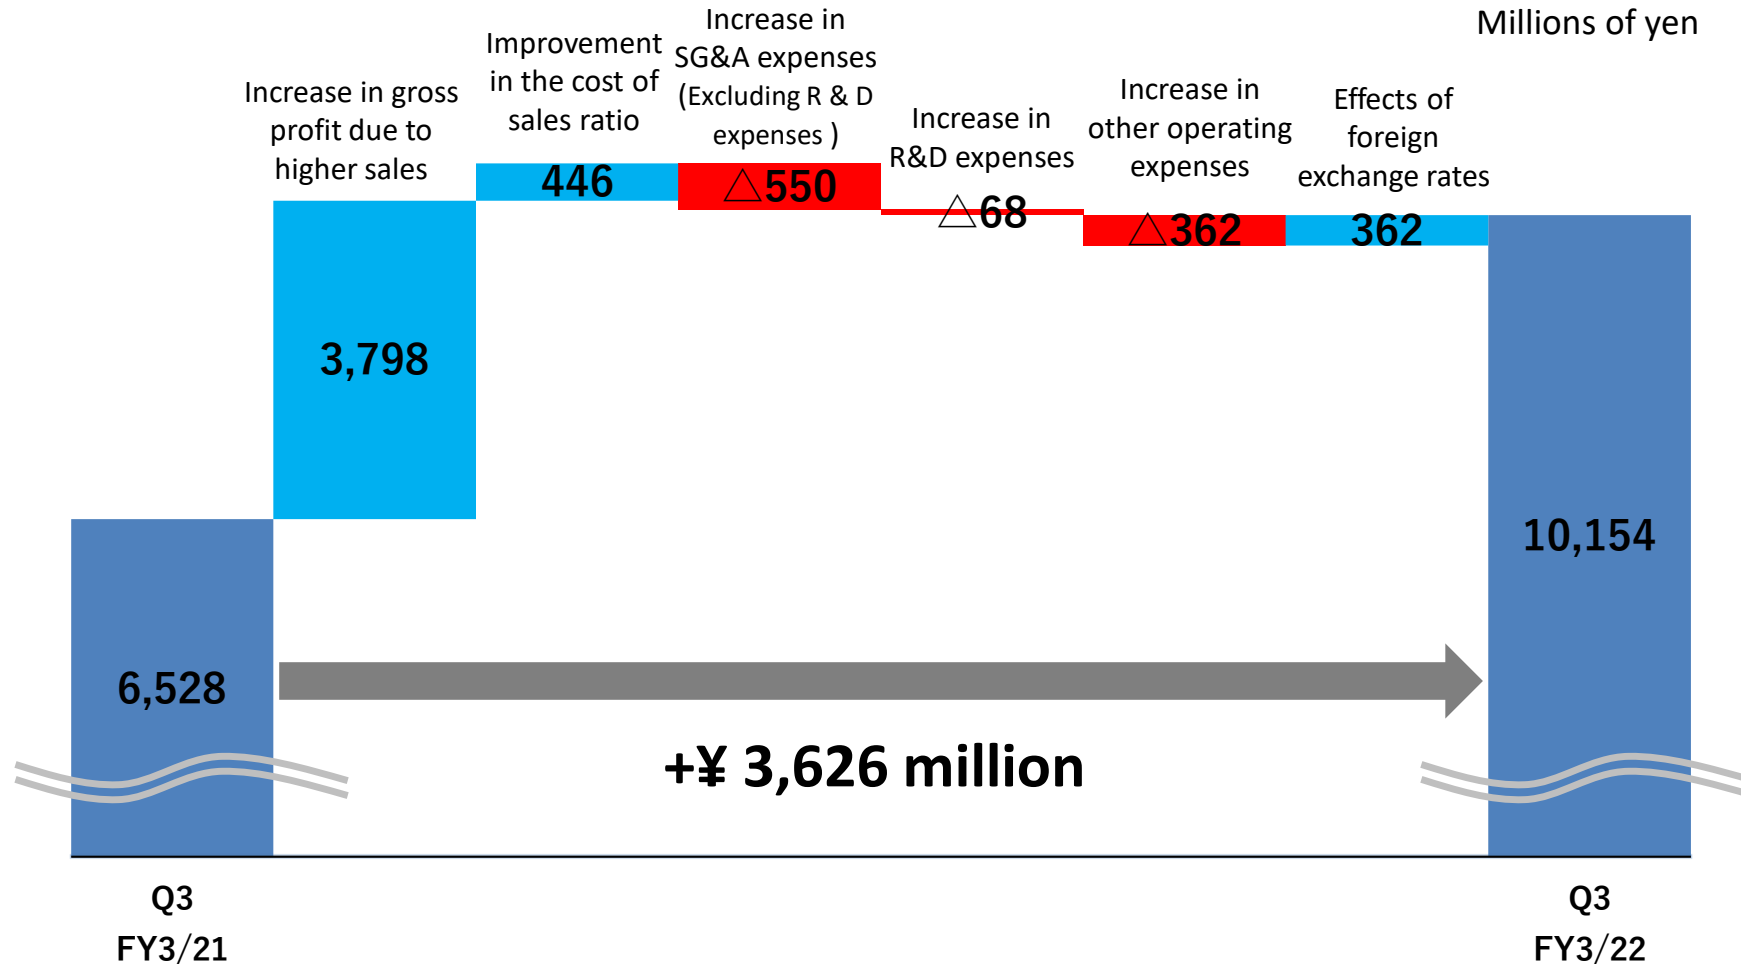 Millions of yen
Increase in gross
profit due to
higher sales
Improvement
in the cost of
sales ratio
Increase in
SG&A expenses
(Excluding R & D
expenses )
Increase in
R&D expenses
Increase in
other operating
expenses
Effects of
foreign
exchange rates
446
△550
△68
△362
362
3,798
10,154
6,528
+¥ 3,626 million
Q3
FY3/21
Q3
FY3/22